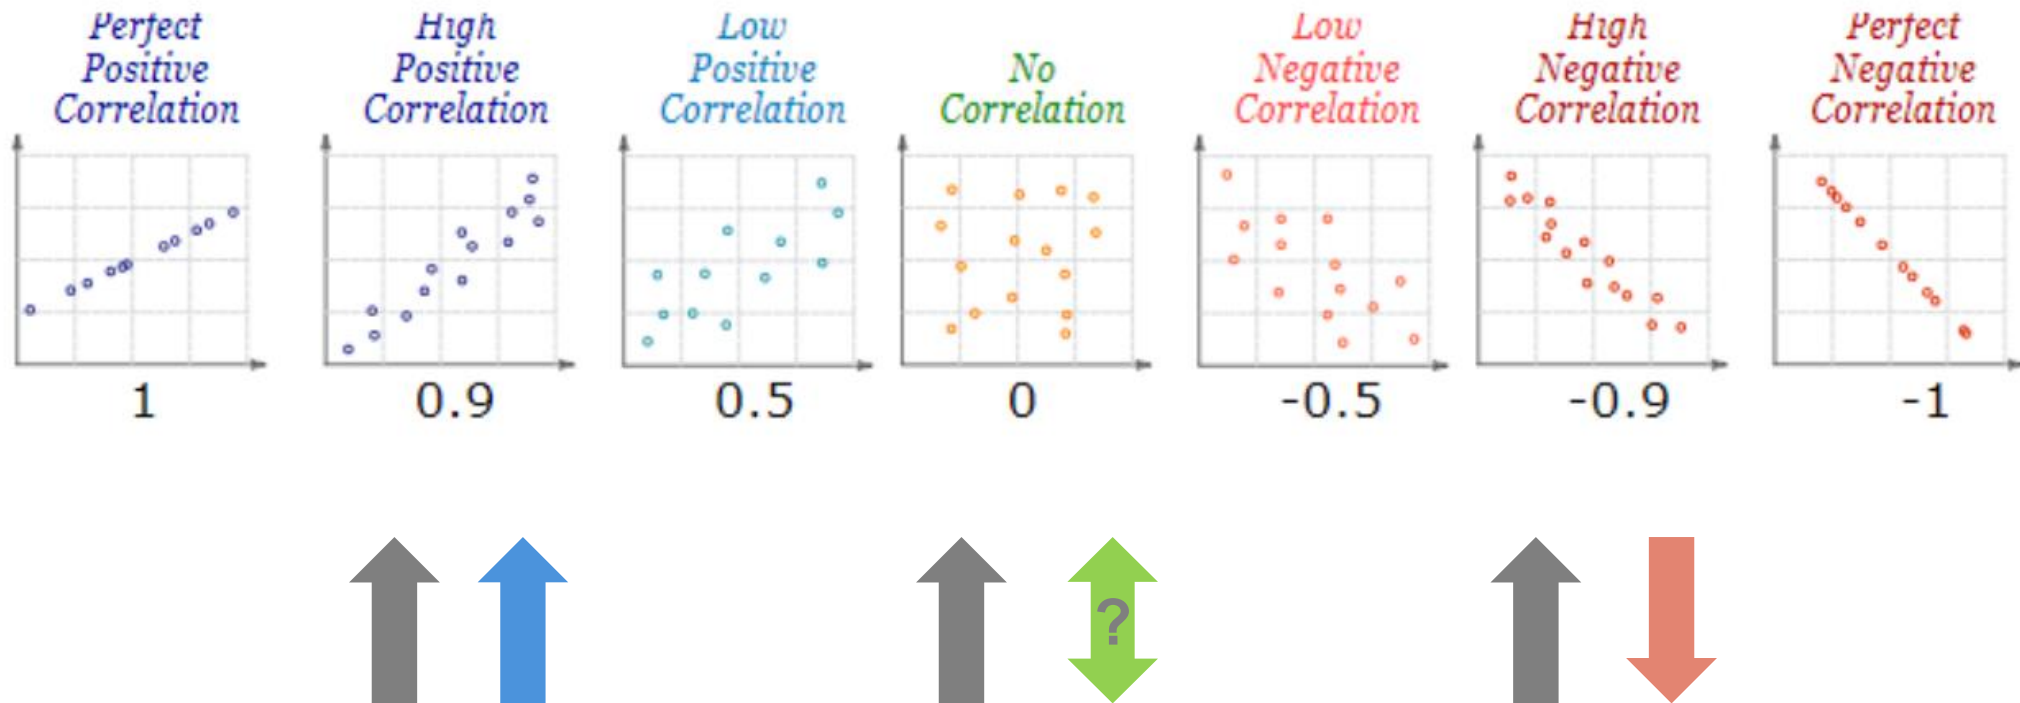 Perfect
Positive
Correlation
High
Positive
Correlation
Low
Positive
Correlation
No
Correlation
Low
Negative
Correlation
High
Negative
Correlation
Perfect
Negative
Correlation
1
0.9
0.5
0
-0.5
-0.9
-1
?